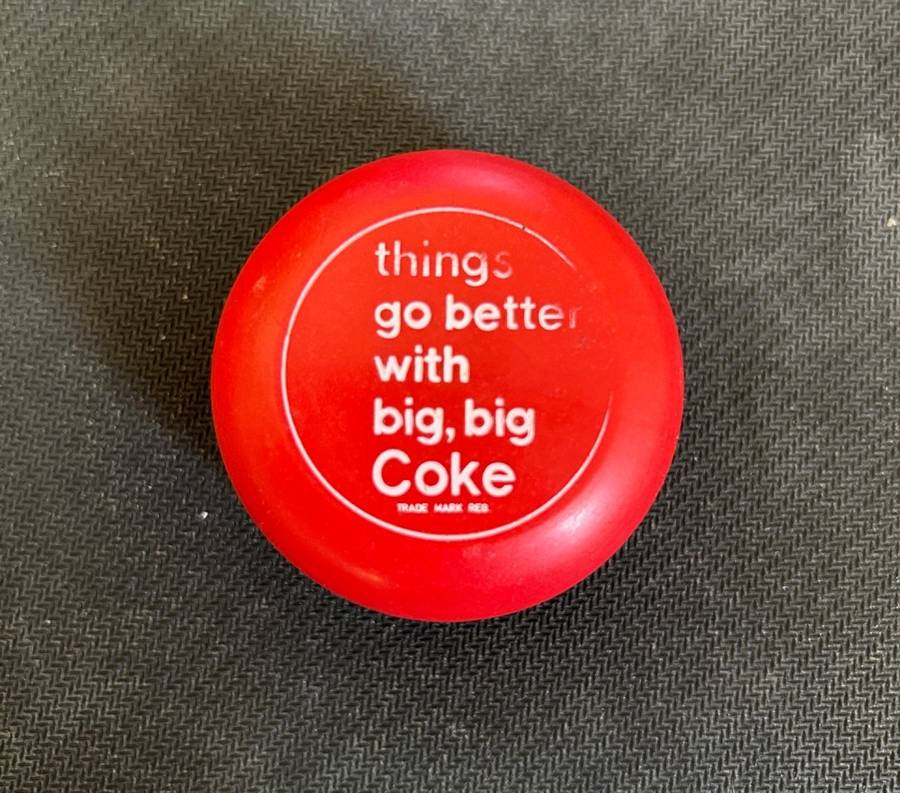 things
go better
with
big, big
Coke
TRADE MARK REG.